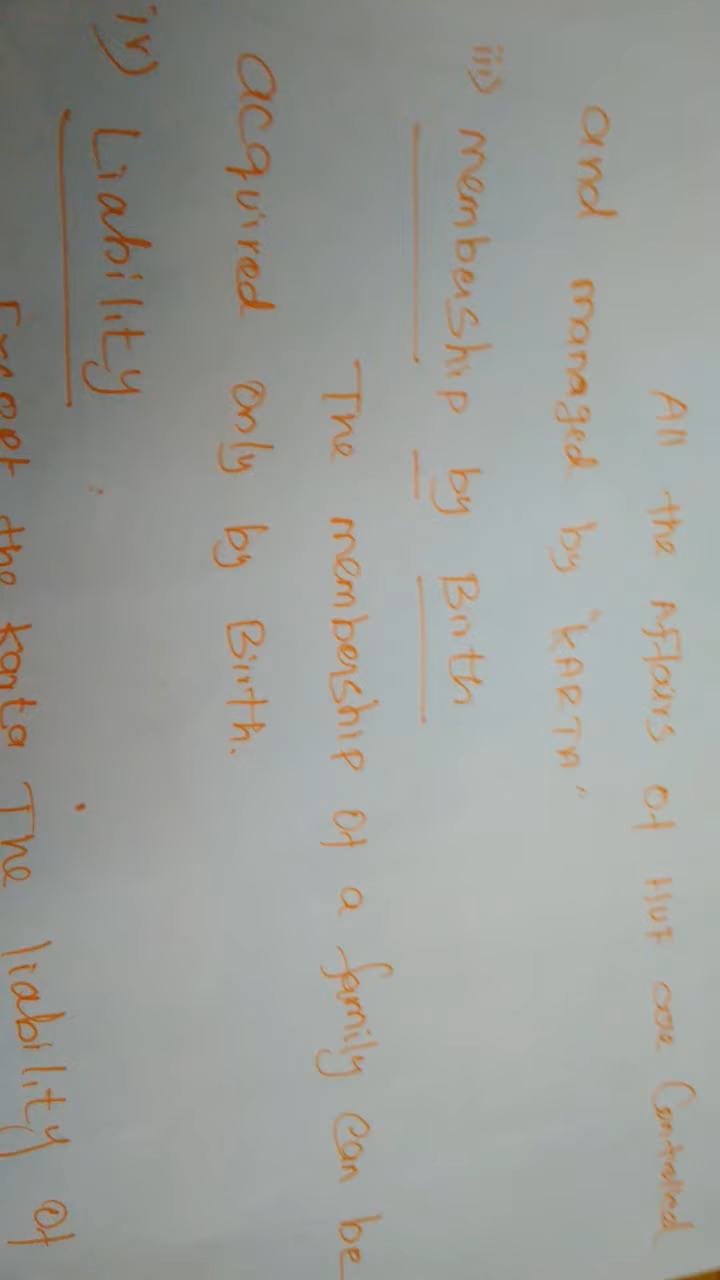 All the Affairs of HUF are Controlled
and managed by "KARTA"
iii) membership by Birth
The membership of a family can be
acquired only by Birth.
iv) Liability
Except the karta The liability of